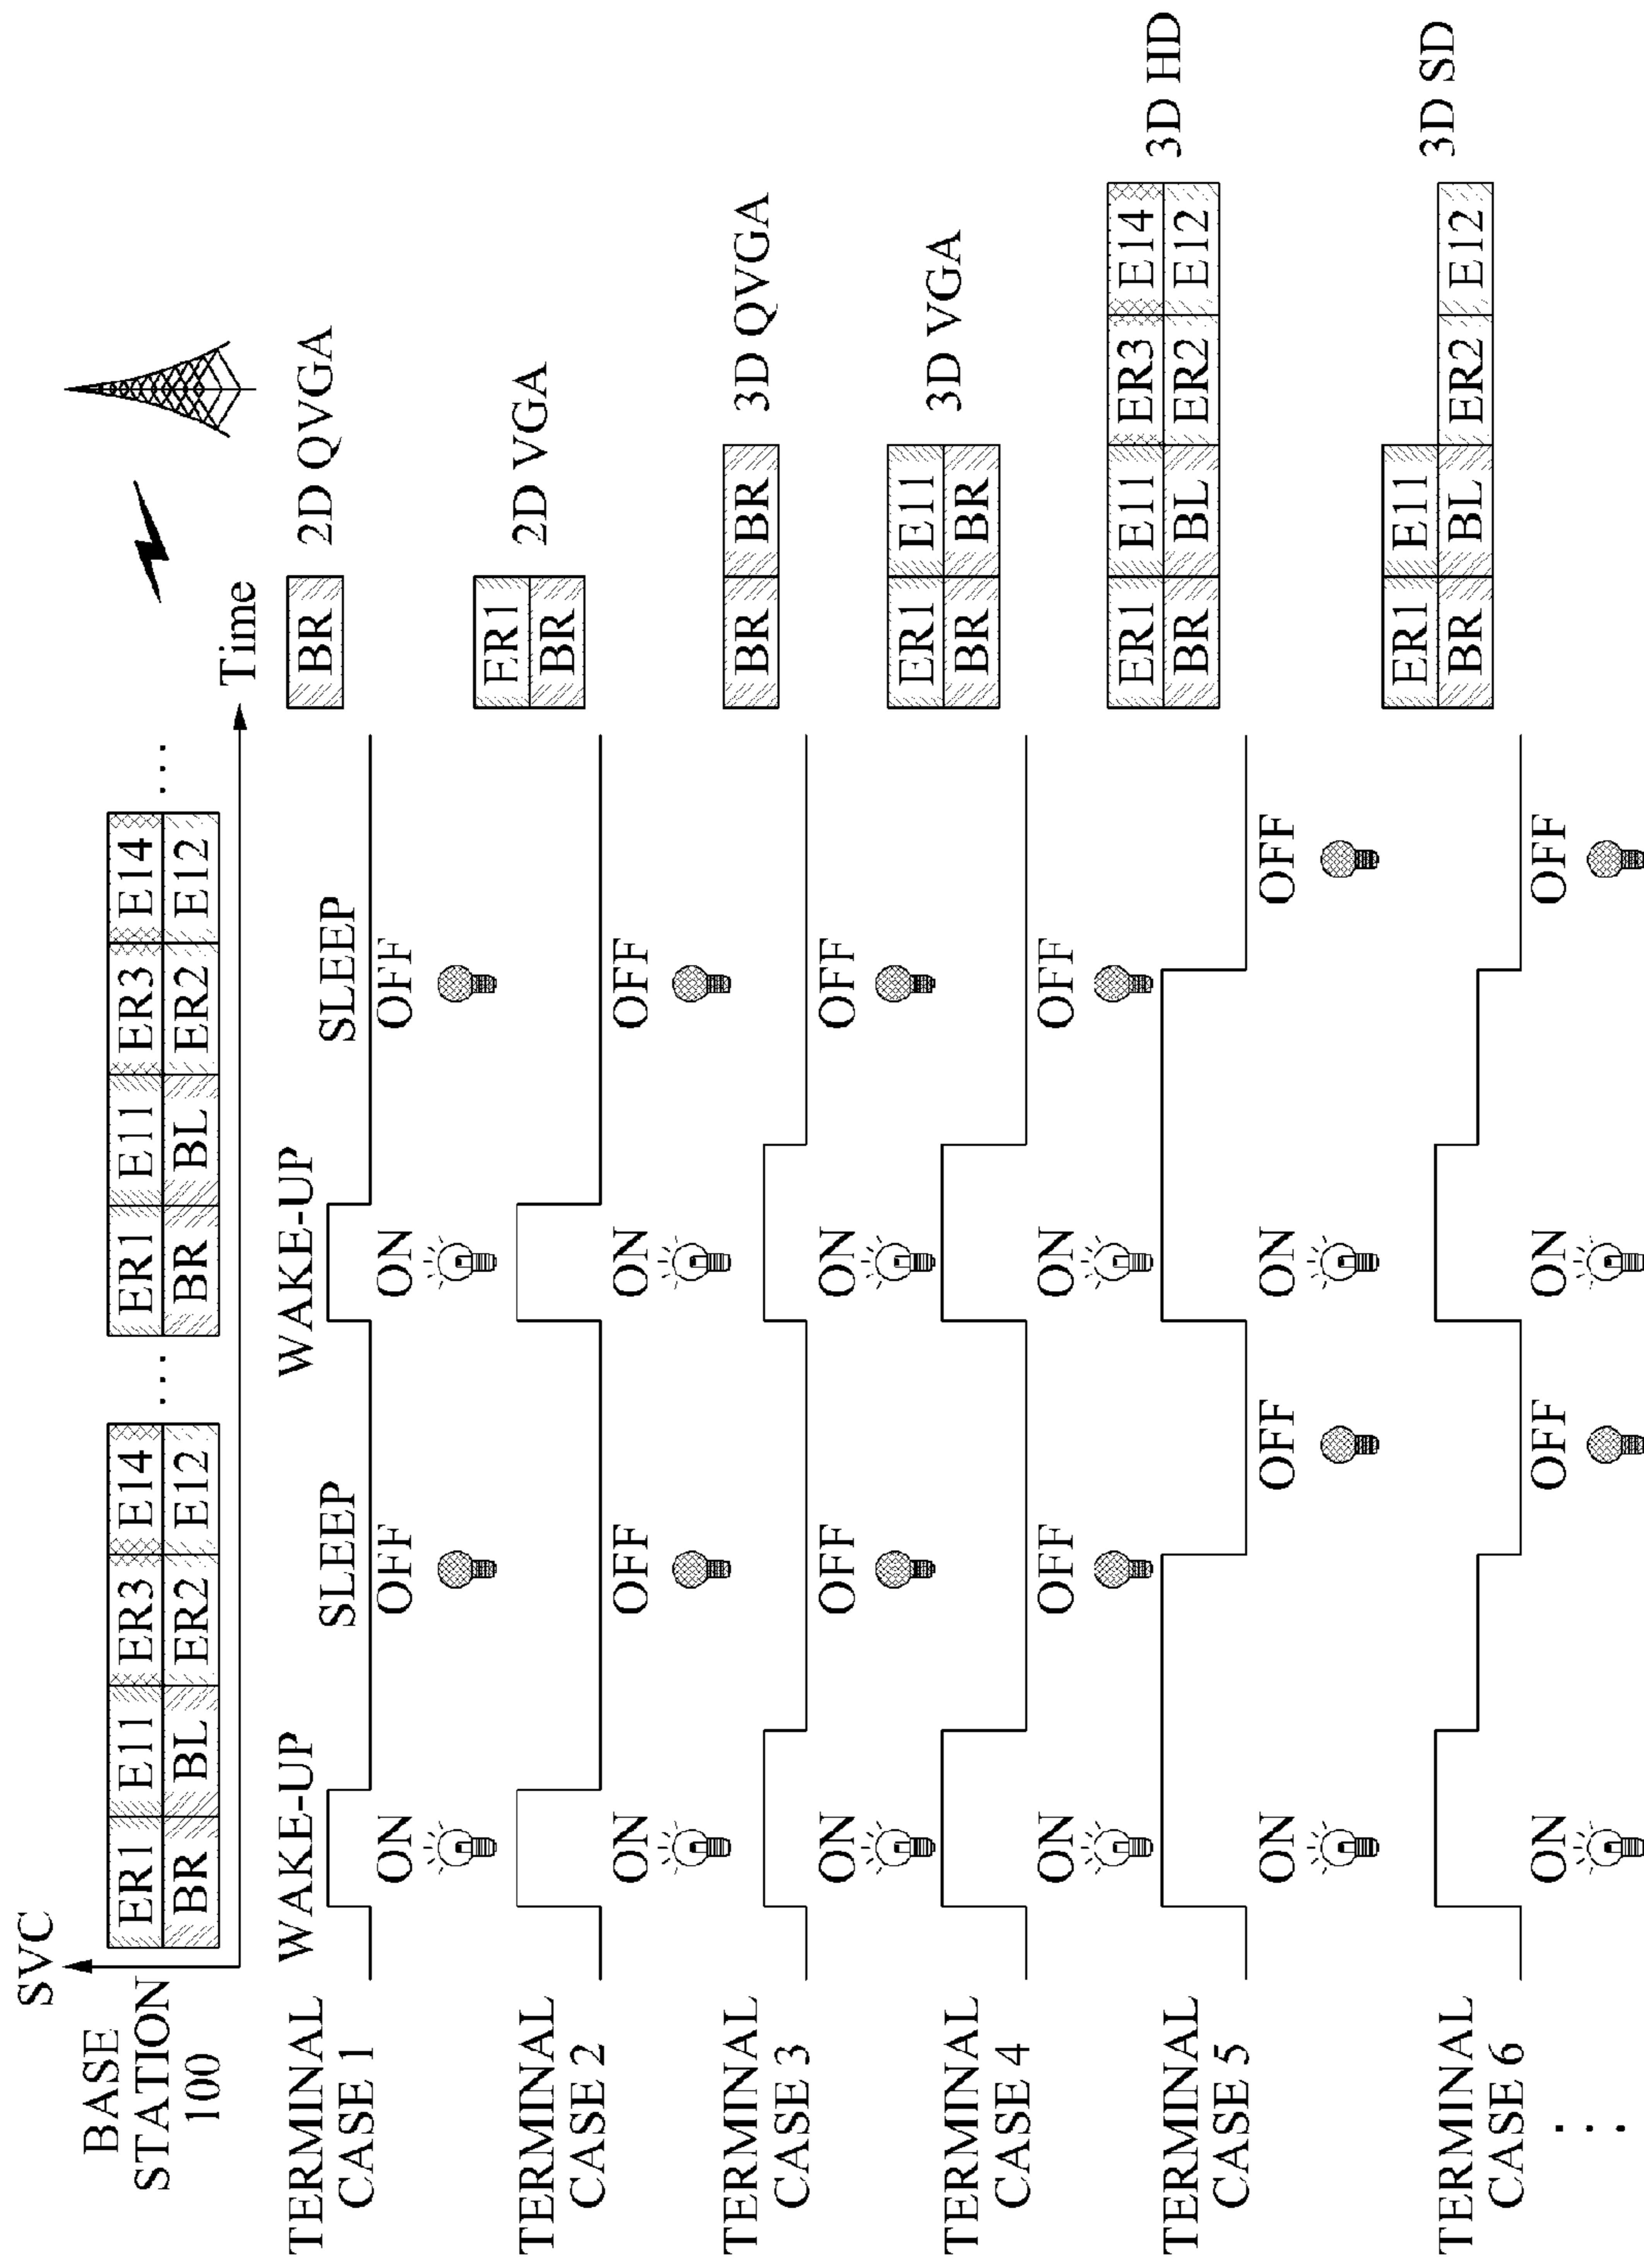 SVC
BASE
STATION
100
ER1 E11 ER3 E14 ER1 E11 ER3 E14
BR BL ER2 E12 ... BR BL ER2 E12 ...
Time
TERMINAL
CASE 1
WAKE-UP SLEEP WAKE-UP SLEEP
ON OFF ON OFF
BR
2D QVGA
TERMINAL
CASE 2
ON OFF ON OFF
ER1
BR
2D VGA
TERMINAL
CASE 3
ON OFF ON OFF
BR BR
3D QVGA
TERMINAL
CASE 4
ON OFF ON OFF
ER1 E11
BR BR
3D VGA
TERMINAL
CASE 5
ON OFF ON OFF
ER1 E11 ER3 E14
BR BL ER2 E12
3D HD
TERMINAL
CASE 6
ON OFF ON OFF
ER1 E11
BR BL ER2 E12
3D SD
...